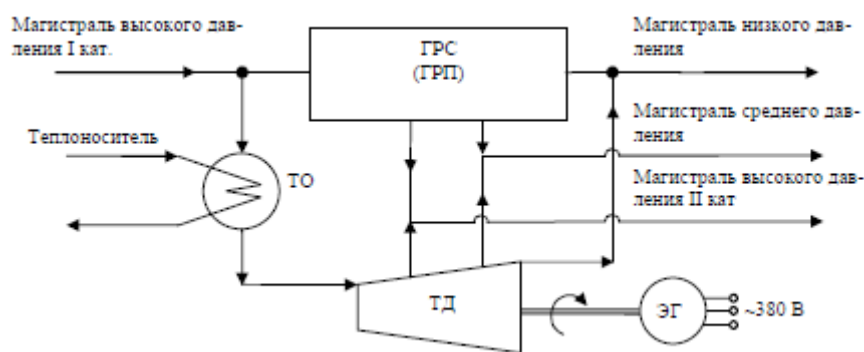 Магистраль высокого дав-
ления I кат.
ГРС
(ГРП)
Магистраль низкого дав-
ления
Магистраль среднего дав-
ления
Теплоноситель
ТО
Магистраль высокого дав-
ления II кат
ТД
ЭГ
~380 В